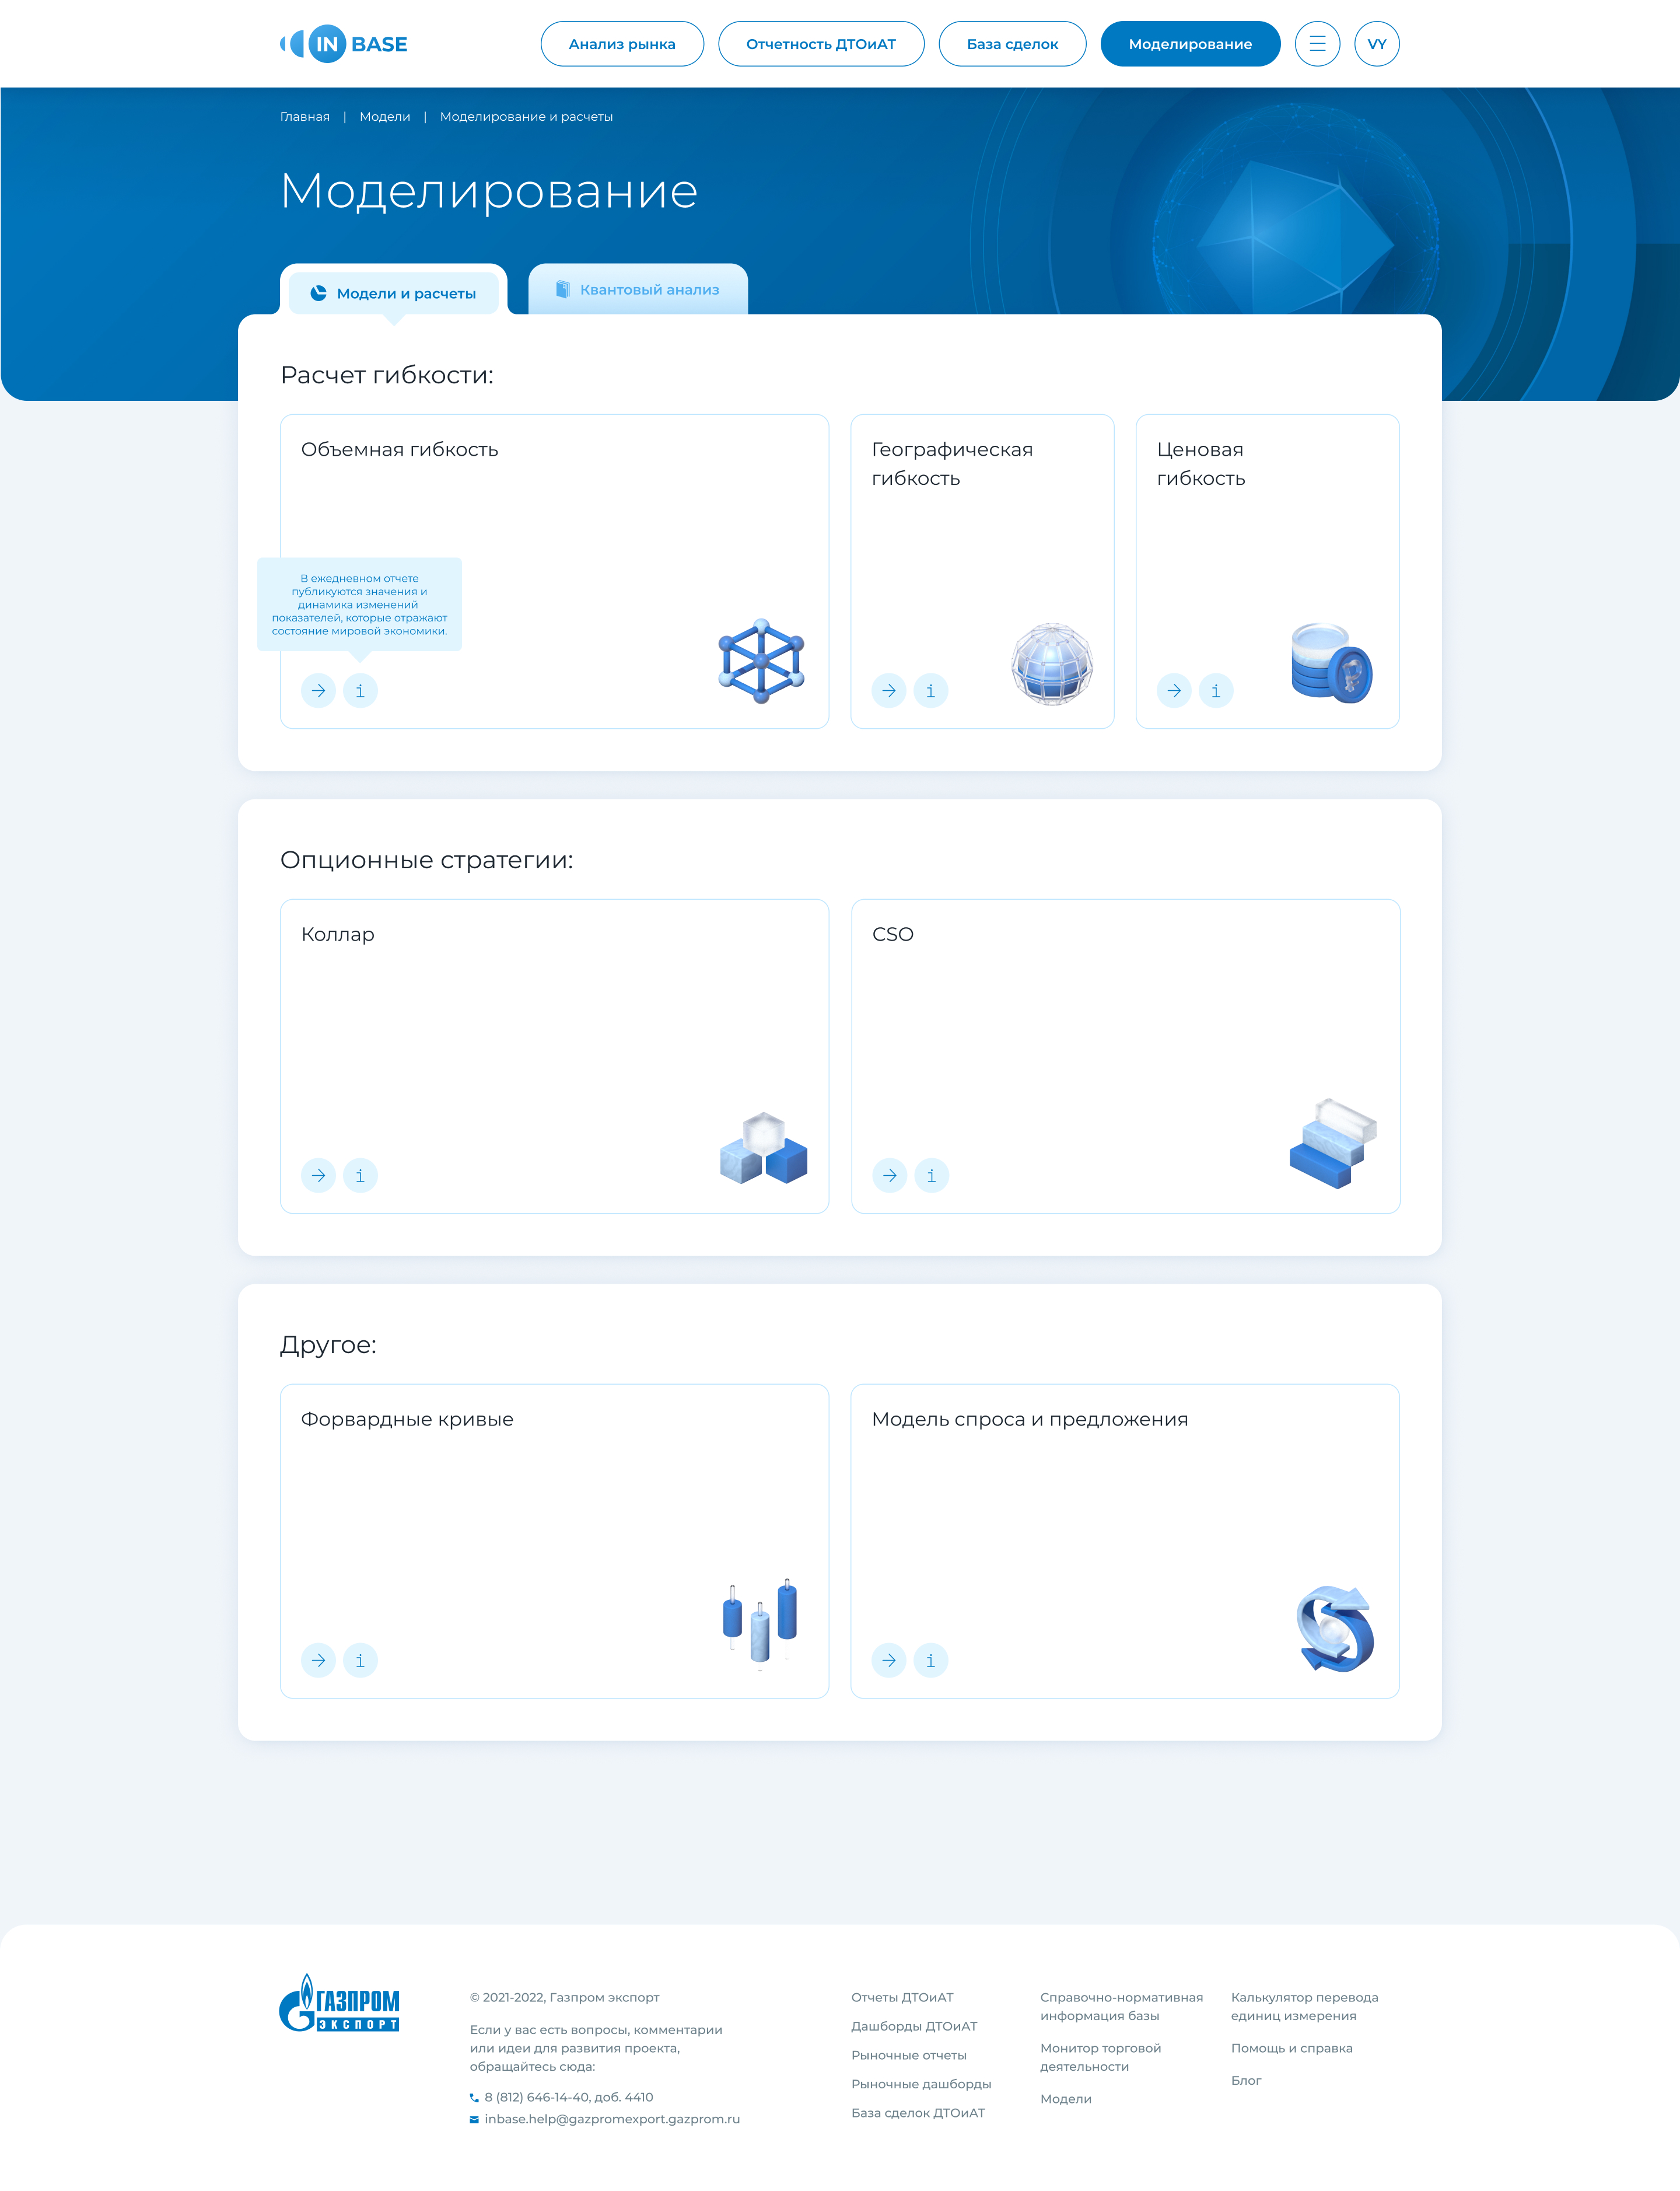 IN BASE
Анализ рынка
Отчетность ДТОиАТ
База сделок
Моделирование
VY
Главная | Модели | Моделирование и расчеты
Моделирование
Модели и расчеты
Квантовый анализ
Расчет гибкости:
Объемная гибкость
В ежедневном отчете
публикуются значения и
динамика изменений
показателей, которые отражают
состояние мировой экономики.
i
Географическая
гибкость
i
Ценовая
гибкость
i
Опционные стратегии:
Коллар
i
CSO
i
Другое:
Форвардные кривые
i
Модель спроса и предложения
i
ГАЗПРОМ
ЭКСПОРТ
© 2021-2022, Газпром экспорт
Если у вас есть вопросы, комментарии
или идеи для развития проекта,
обращайтесь сюда:
8 (812) 646-14-40, доб. 4410
inbase.help@gazpromexport.gazprom.ru
Отчеты ДТОиАТ
Дашборды ДТОиАТ
Рыночные отчеты
Рыночные дашборды
База сделок ДТОиАТ
Справочно-нормативная
информация базы
Монитор торговой
деятельности
Модели
Калькулятор перевода
единиц измерения
Помощь и справка
Блог